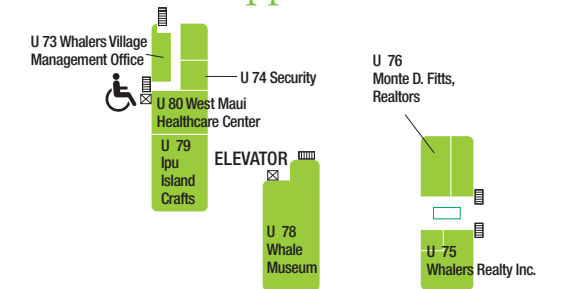 U 73 Whalers Village
Management Office
U 74 Security
U 80 West Maui
Healthcare Center
U 79
Ipu
Island
Crafts
ELEVATOR
U 78
Whale
Museum
U 76
Monte D. Fitts,
Realtors
U 75
Whalers Realty Inc.